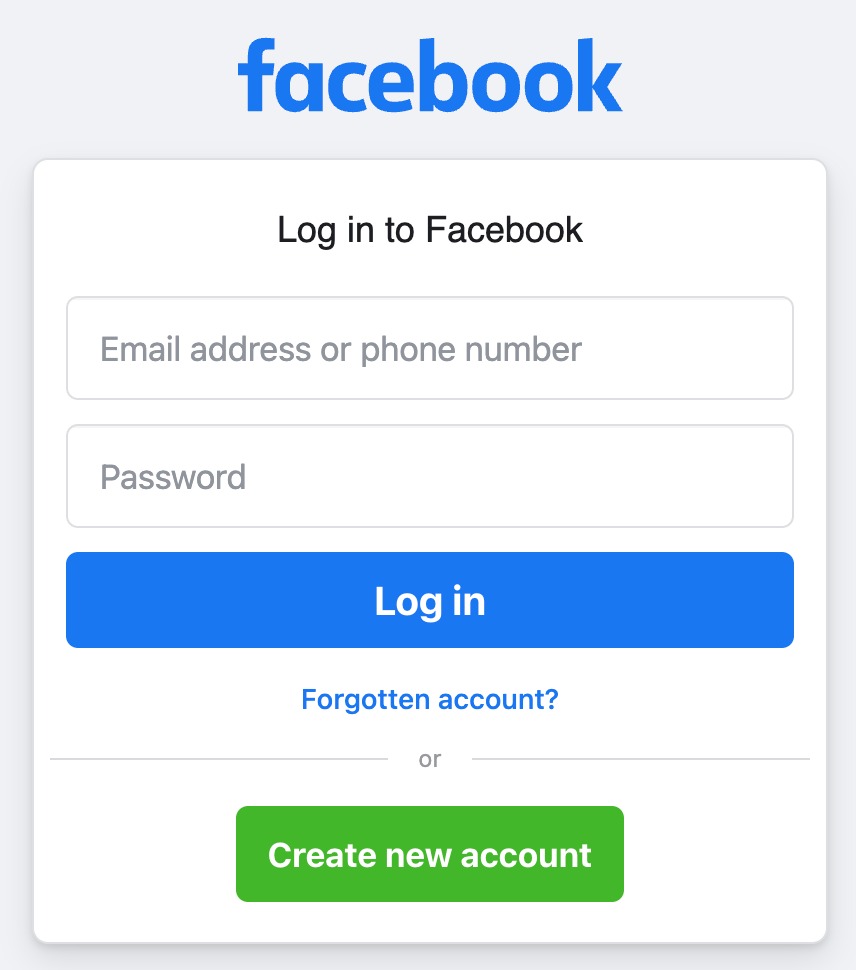 facebook
Log in to Facebook
Email address or phone number
Password
Log in
Forgotten account?
or
Create new account